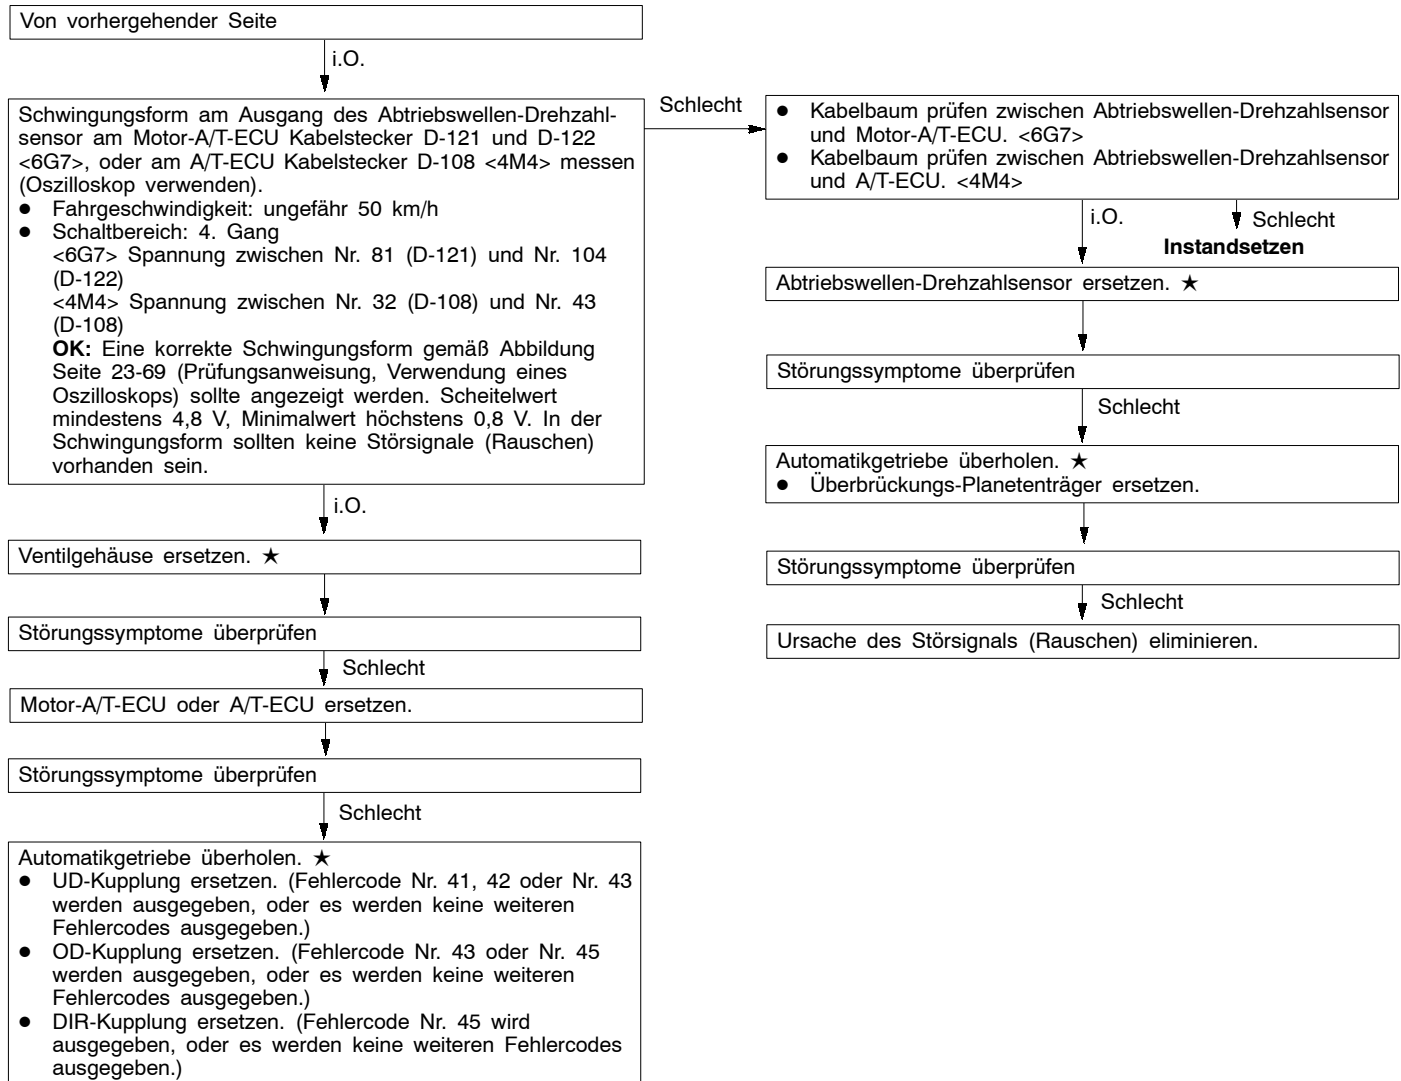 Von vorhergehender Seite
i.O.
Schwingungsform am Ausgang des Abtriebswellen-Drehzahl-
sensor am Motor-A/T-ECU Kabelstecker D-121 und D-122
<6G7>, oder am A/T-ECU Kabelstecker D-108 <4M4> messen
(Oszilloskop verwenden).
● Fahrgeschwindigkeit: ungefähr 50 km/h
● Schaltbereich: 4. Gang
<6G7> Spannung zwischen Nr. 81 (D-121) und Nr. 104
(D-122)
<4M4> Spannung zwischen Nr. 32 (D-108) und Nr. 43
(D-108)
OK: Eine korrekte Schwingungsform gemäß Abbildung
Seite 23-69 (Prüfungsanweisung, Verwendung eines
Oszilloskops) sollte angezeigt werden. Scheitelwert
mindestens 4,8 V, Minimalwert höchstens 0,8 V. In der
Schwingungsform sollten keine Störsignale (Rauschen)
vorhanden sein.
i.O.
Ventilgehäuse ersetzen. ★
Störungssymptome überprüfen
Schlecht
Motor-A/T-ECU oder A/T-ECU ersetzen.
Störungssymptome überprüfen
Schlecht
Automatikgetriebe überholen. ★
● UD-Kupplung ersetzen. (Fehlercode Nr. 41, 42 oder Nr. 43
werden ausgegeben, oder es werden keine weiteren
Fehlercodes ausgegeben.)
● OD-Kupplung ersetzen. (Fehlercode Nr. 43 oder Nr. 45
werden ausgegeben, oder es werden keine weiteren
Fehlercodes ausgegeben.)
● DIR-Kupplung ersetzen. (Fehlercode Nr. 45 wird
ausgegeben, oder es werden keine weiteren Fehlercodes
ausgegeben.)
Schlecht
● Kabelbaum prüfen zwischen Abtriebswellen-Drehzahlsensor
und Motor-A/T-ECU. <6G7>
● Kabelbaum prüfen zwischen Abtriebswellen-Drehzahlsensor
und A/T-ECU. <4M4>
i.O.
Schlecht
Instandsetzen
Abtriebswellen-Drehzahlsensor ersetzen. ★
Störungssymptome überprüfen
Schlecht
Automatikgetriebe überholen. ★
● Überbrückungs-Planetenträger ersetzen.
Störungssymptome überprüfen
Schlecht
Ursache des Störsignals (Rauschen) eliminieren.